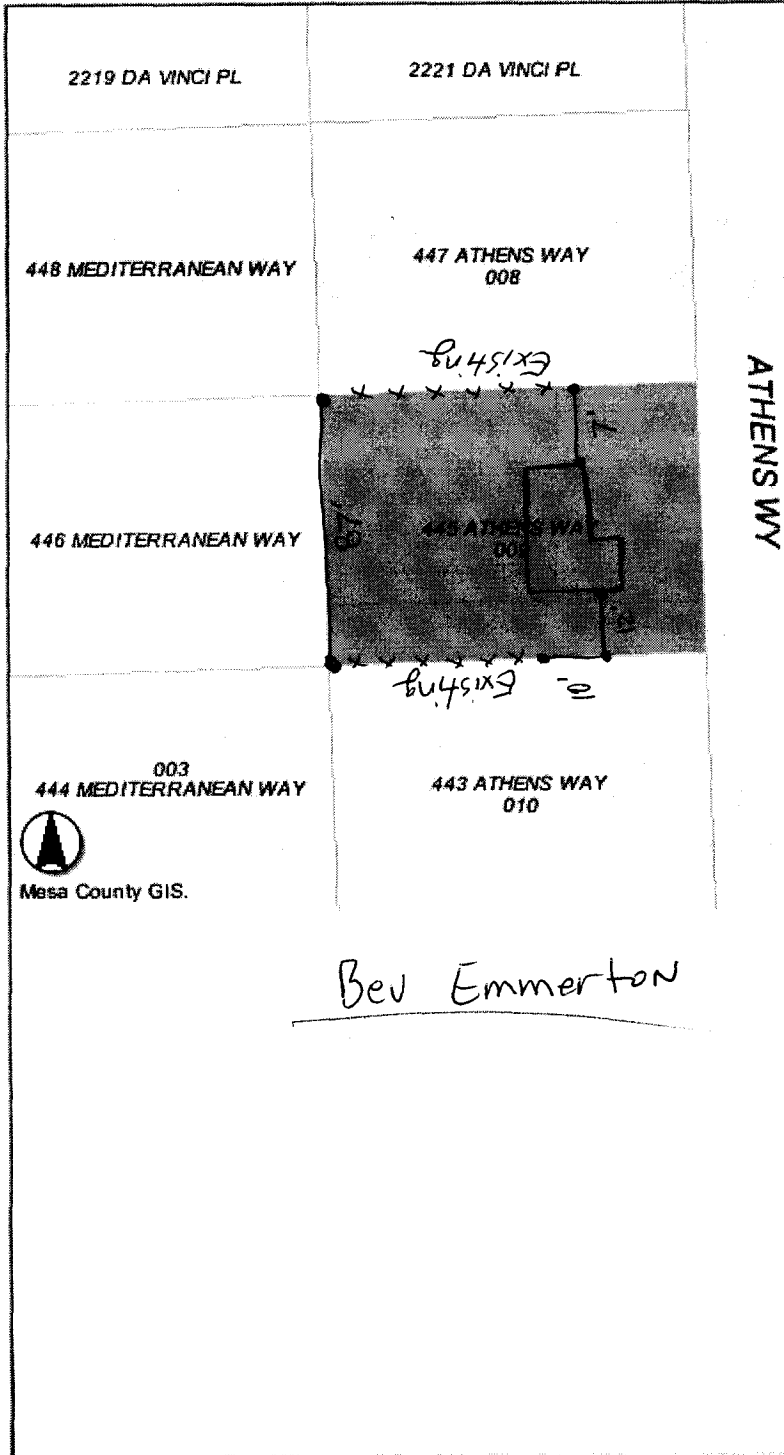 2219 DA VINCI PL
2221 DA VINCI PL
448 MEDITERRANEAN WAY
447 ATHENS WAY
008
Existing
ATHENS WY
7'
446 MEDITERRANEAN WAY
87'
445 ATHENS WAY
Existing
003
444 MEDITERRANEAN WAY
443 ATHENS WAY
010
Mesa County GIS.
Bev Emmerton